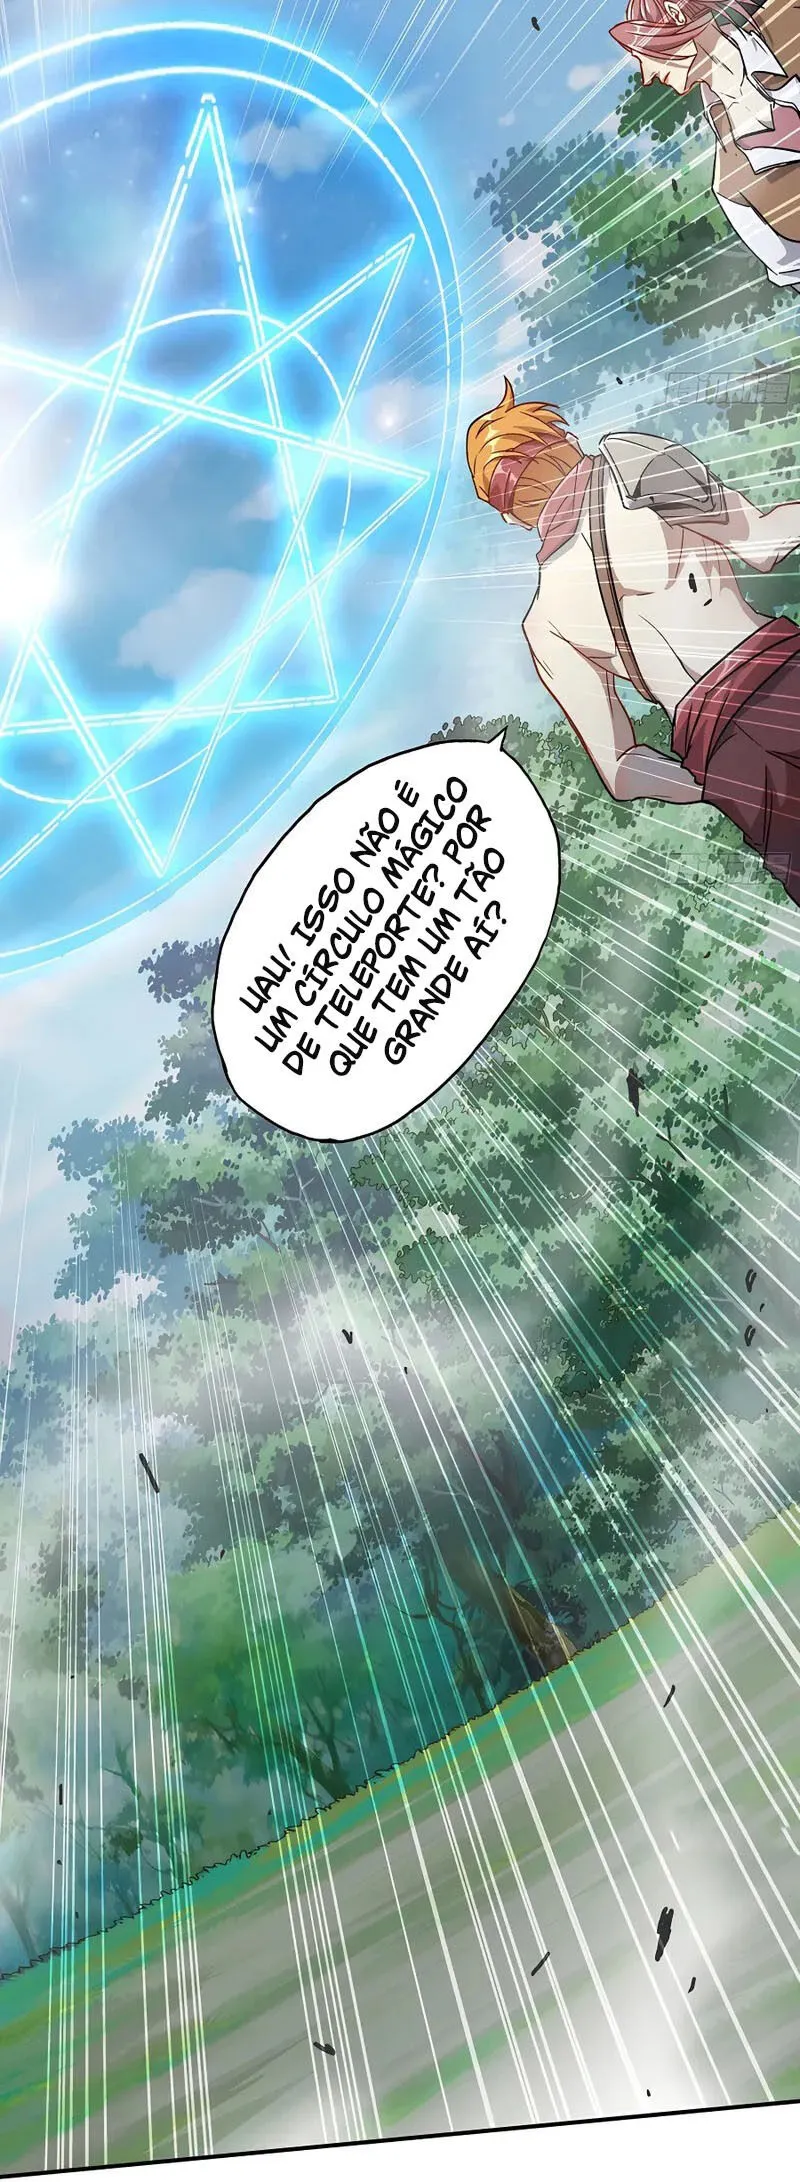 UAU! ISSO NÃO É
UM CÍRCULO MÁGICO
DE TELEPORTE? POR
QUE TEM UM TÃO
GRANDE AÍ?